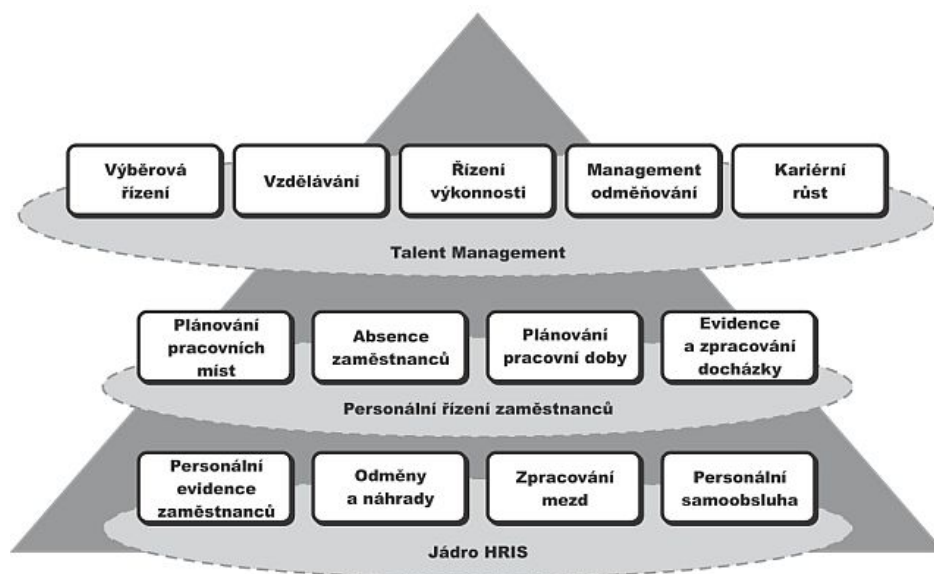 Výběrová
řízení
Vzdělávání
Řízení
výkonnosti
Management
odměňování
Kariérní
růst
Talent Management
Plánování
pracovních
míst
Absence
zaměstnanců
Plánování
pracovní doby
Evidence
a zpracování
docházky
Personální řízení zaměstnanců
Personální
evidence
zaměstnanců
Odměny
a náhrady
Zpracování
mezd
Personální
samoobsluha
Jádro HRIS